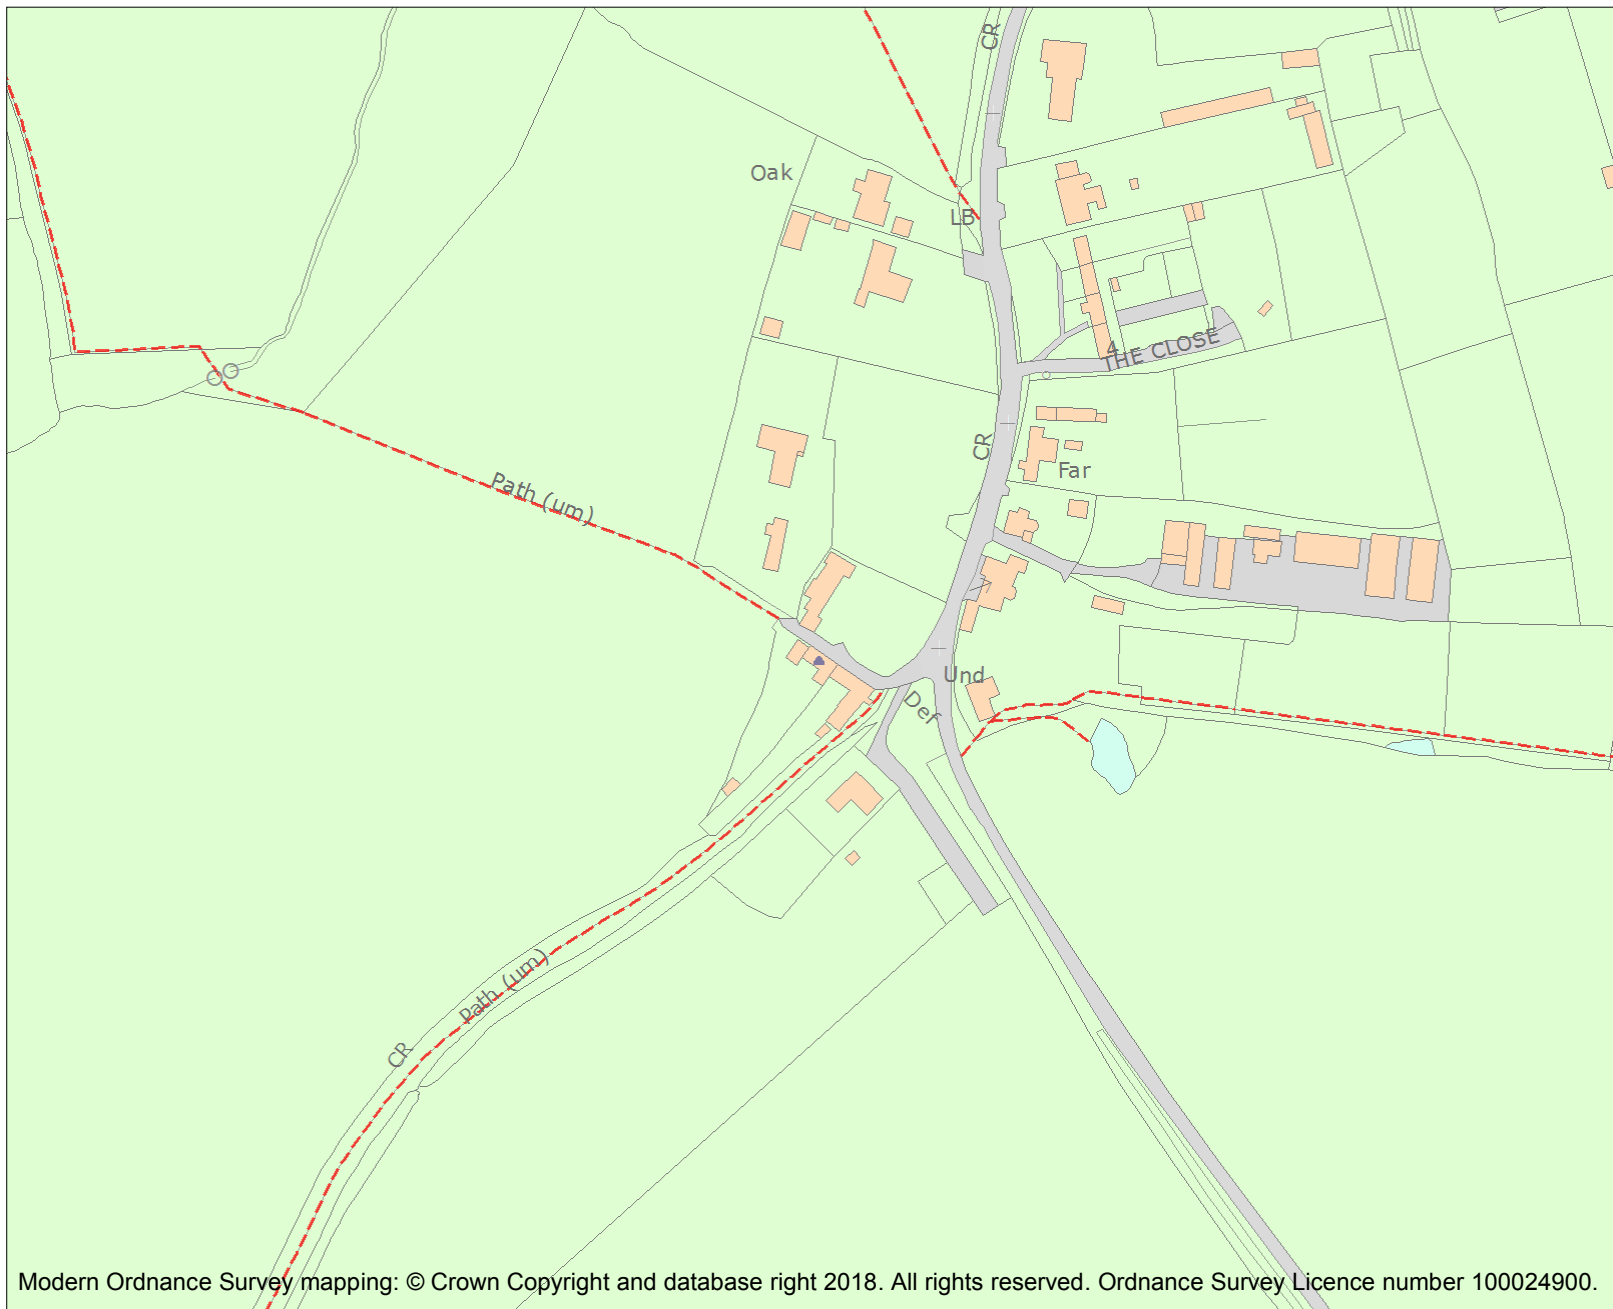 CR
Oak
LB
4
THE CLOSE
CR
Far
Path (um)
Und
Def
Path (um)
CR
Modern Ordnance Survey mapping: © Crown Copyright and database right 2018. All rights reserved. Ordnance Survey Licence number 100024900.